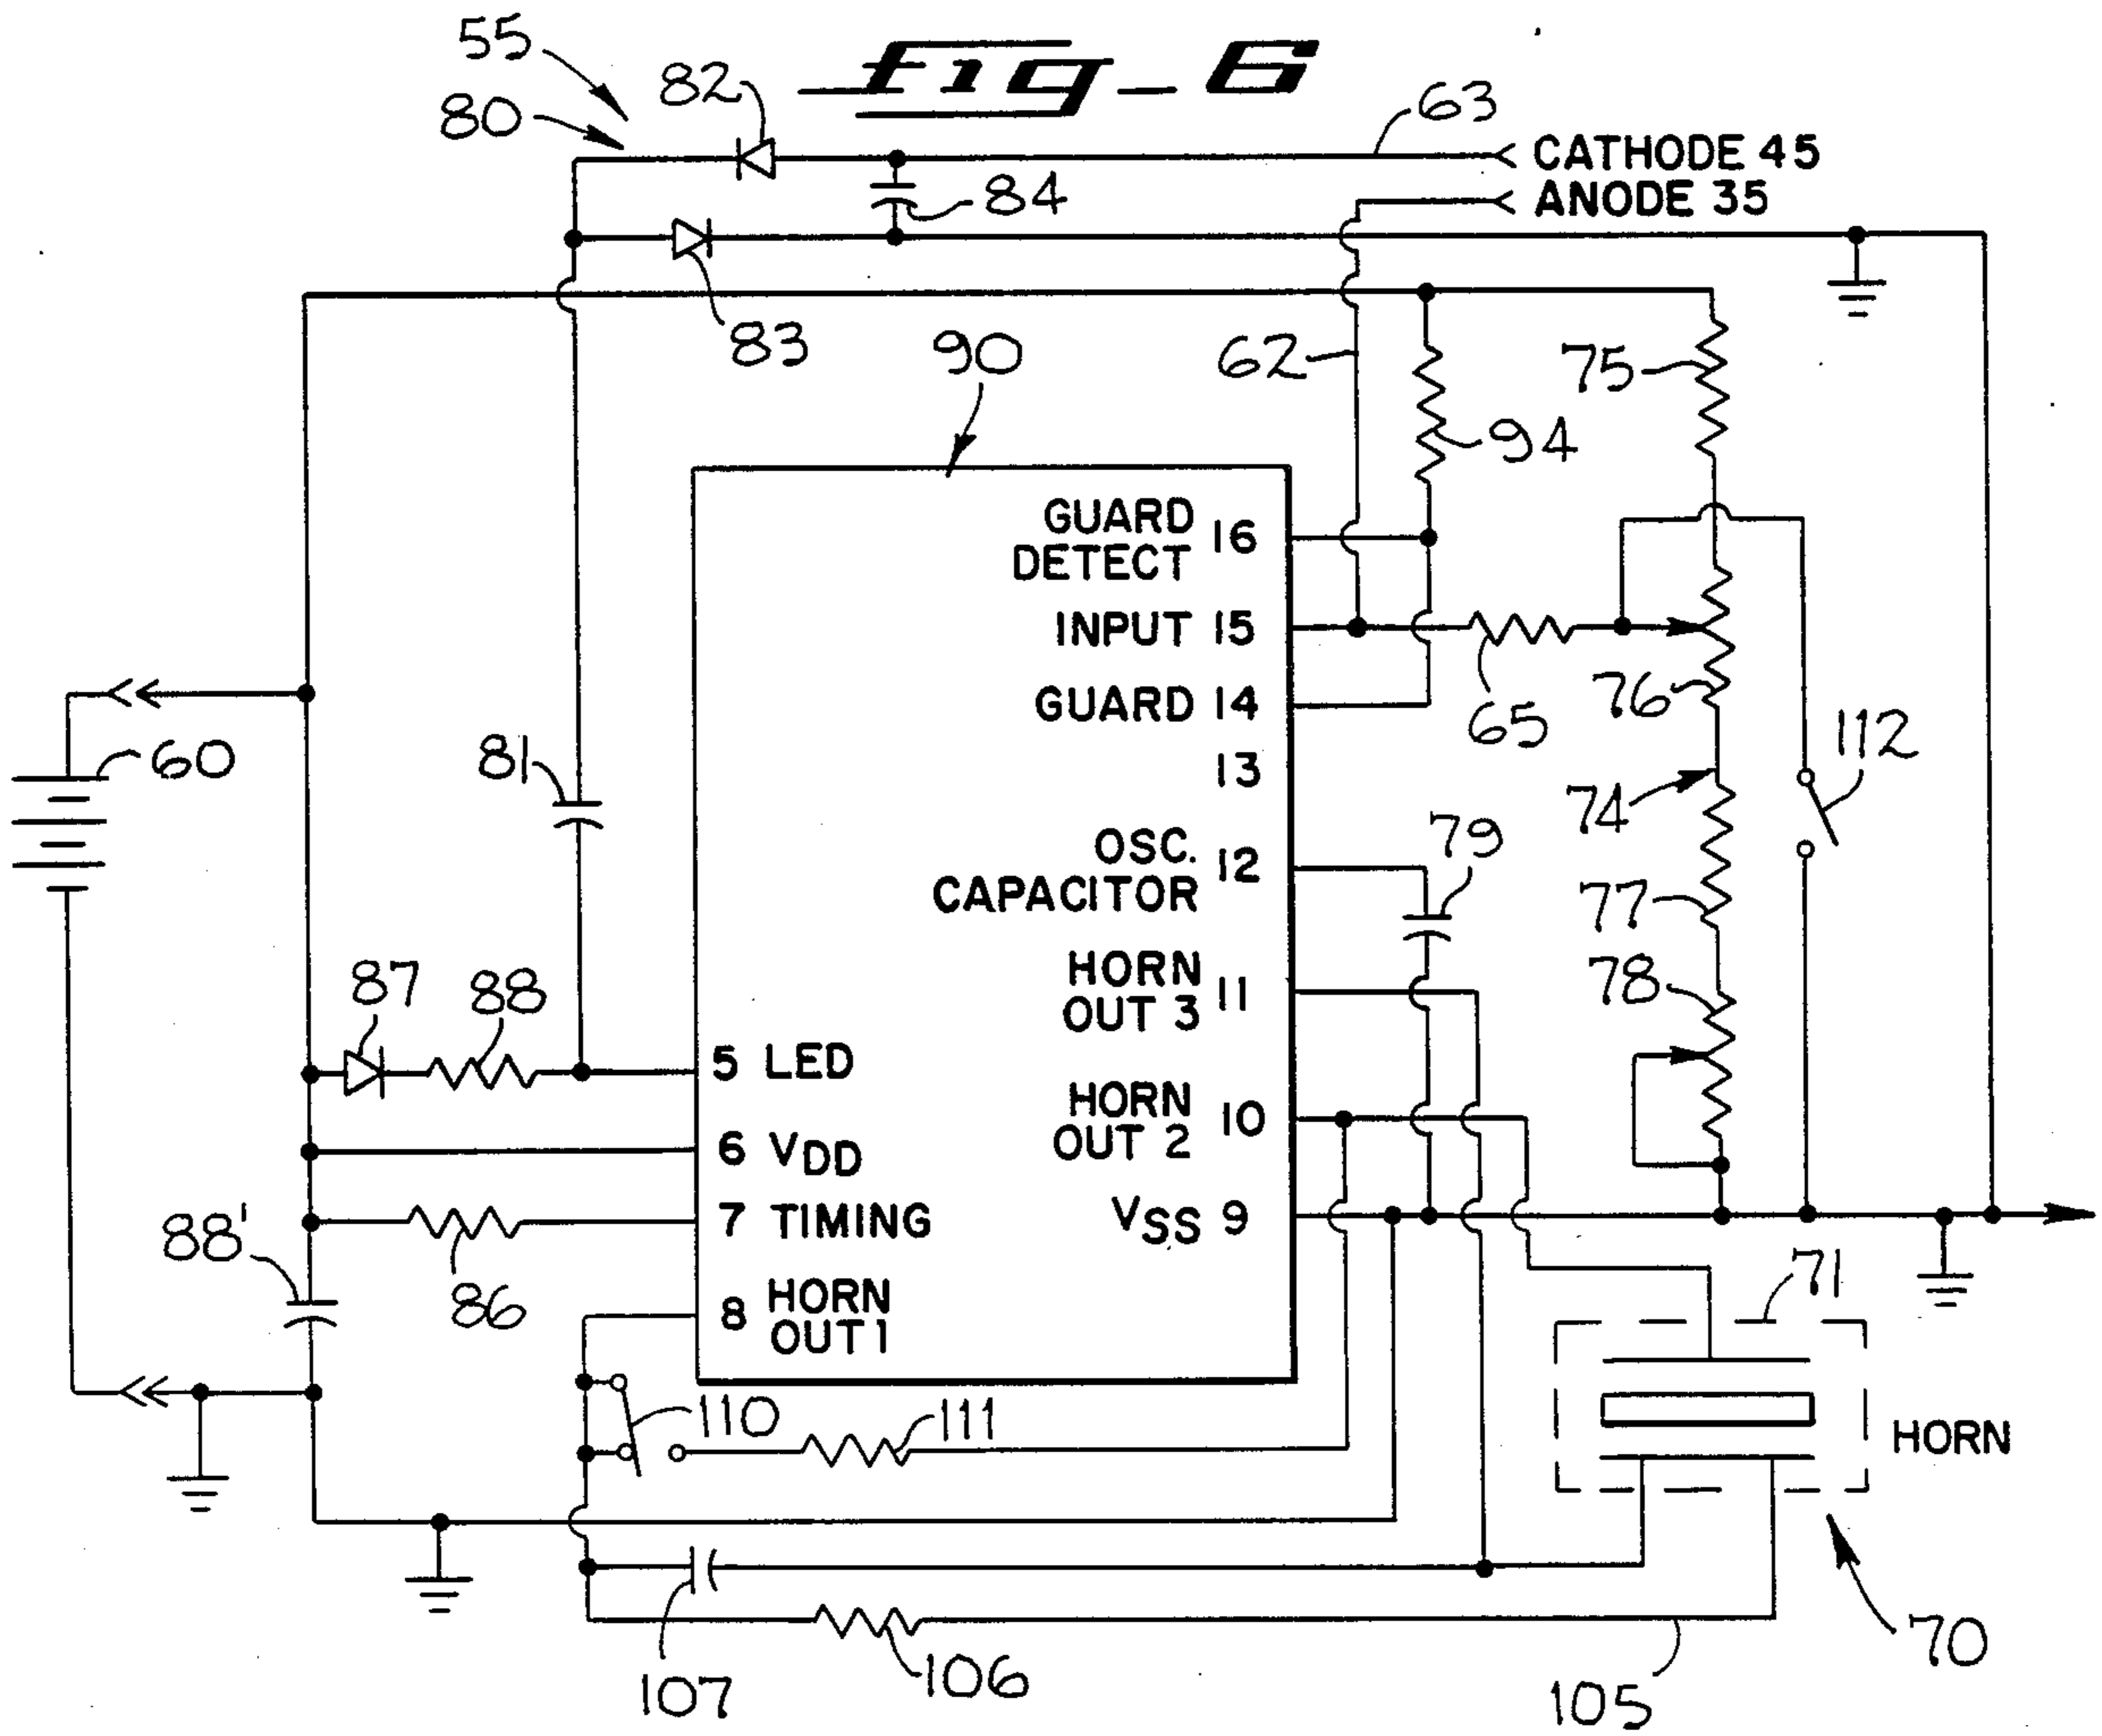 fig-6
55
80
82
63
CATHODE 45
84
ANODE 35
83
90
62
75
94
GUARD DETECT 16
INPUT 15
GUARD 14
13
65
76
112
60
81
74
OSC. CAPACITOR 12
79
77
HORN OUT 3 11
78
87
88
5 LED
HORN OUT 2 10
6 VDD
7 TIMING
VSS 9
88'
86
8 HORN OUT 1
71
110
111
HORN
107
106
105
70